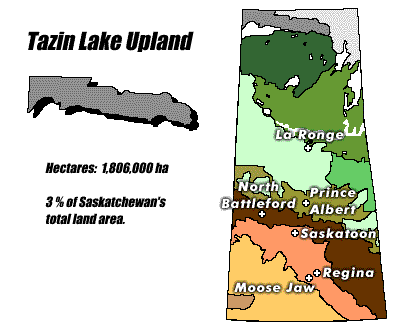 Tazin Lake Upland
Hectares: 1,806,000 ha
3 % of Saskatchewan's
total land area.
La Ronge
North
Battleford
Prince
Albert
Saskatoon
Regina
Moose Jaw